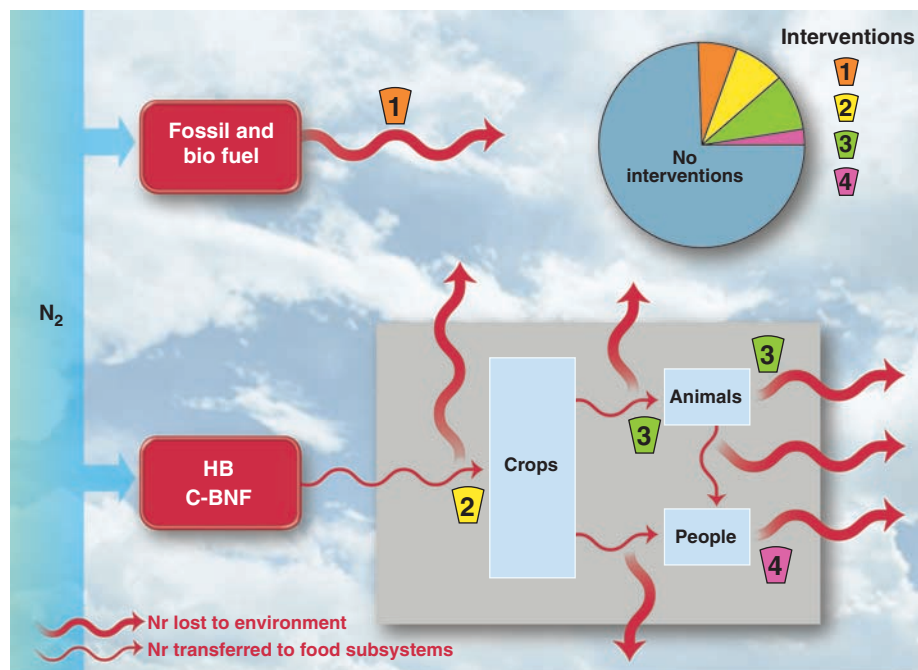 Interventions
1
2
3
4
No
interventions
1
Fossil and
bio fuel
N2
3
Animals
3
Crops
HB
C-BNF
2
People
4
Nr lost to environment
Nr transferred to food subsystems